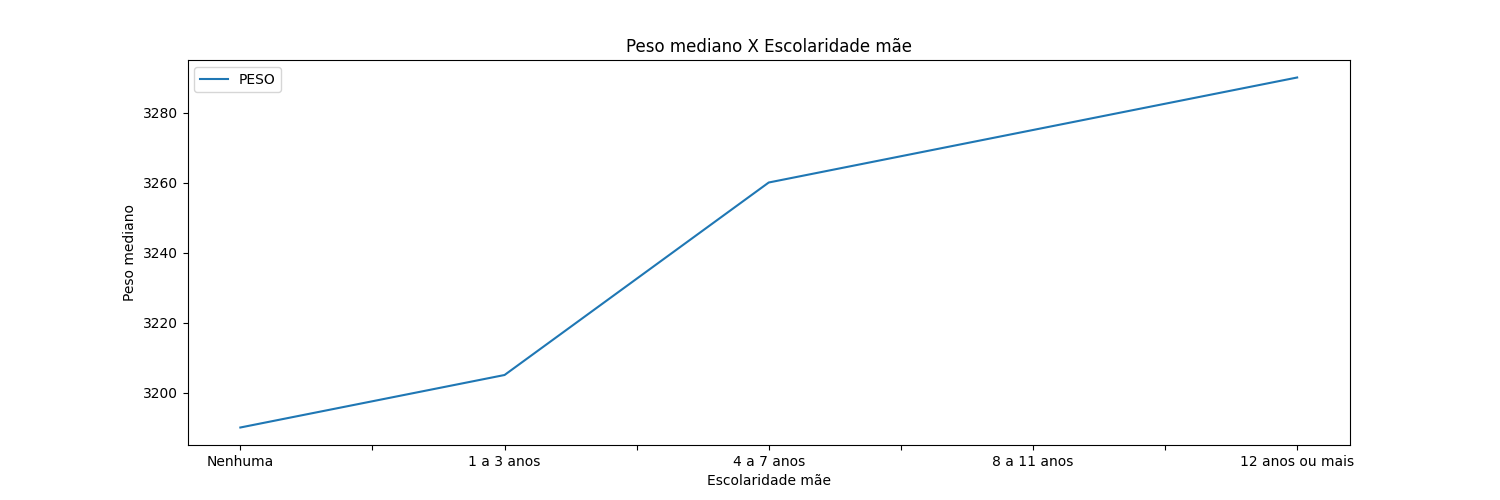 Peso mediano X Escolaridade mãe
PESO
Peso mediano
3280
3260
3240
3220
3200
Nenhuma
1 a 3 anos
4 a 7 anos
8 a 11 anos
12 anos ou mais
Escolaridade mãe